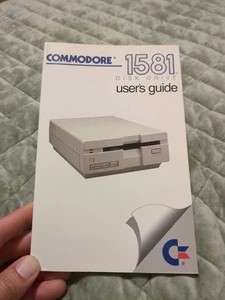 COMMODORE®
1581
DISK DRIVE
user's guide